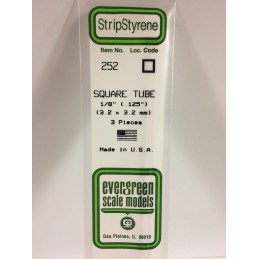 StripStyrene
Item No. Loc. Code
252
SQUARE TUBE
1/8" (.125")
(3.2 x 3.2 mm)
3 Pieces
Made in U.S.A.
evergreen
scale models
Des Plaines, IL 60018